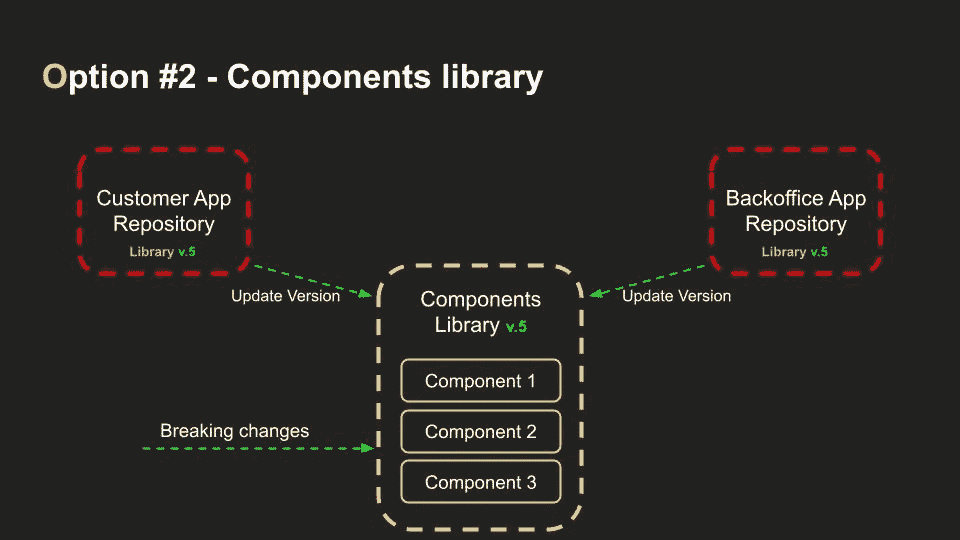 Option #2 - Components library
Customer App
Repository
Library v.5
Backoffice App
Repository
Library v.5
Update Version
Update Version
Components
Library v.5
Component 1
Component 2
Component 3
Breaking changes